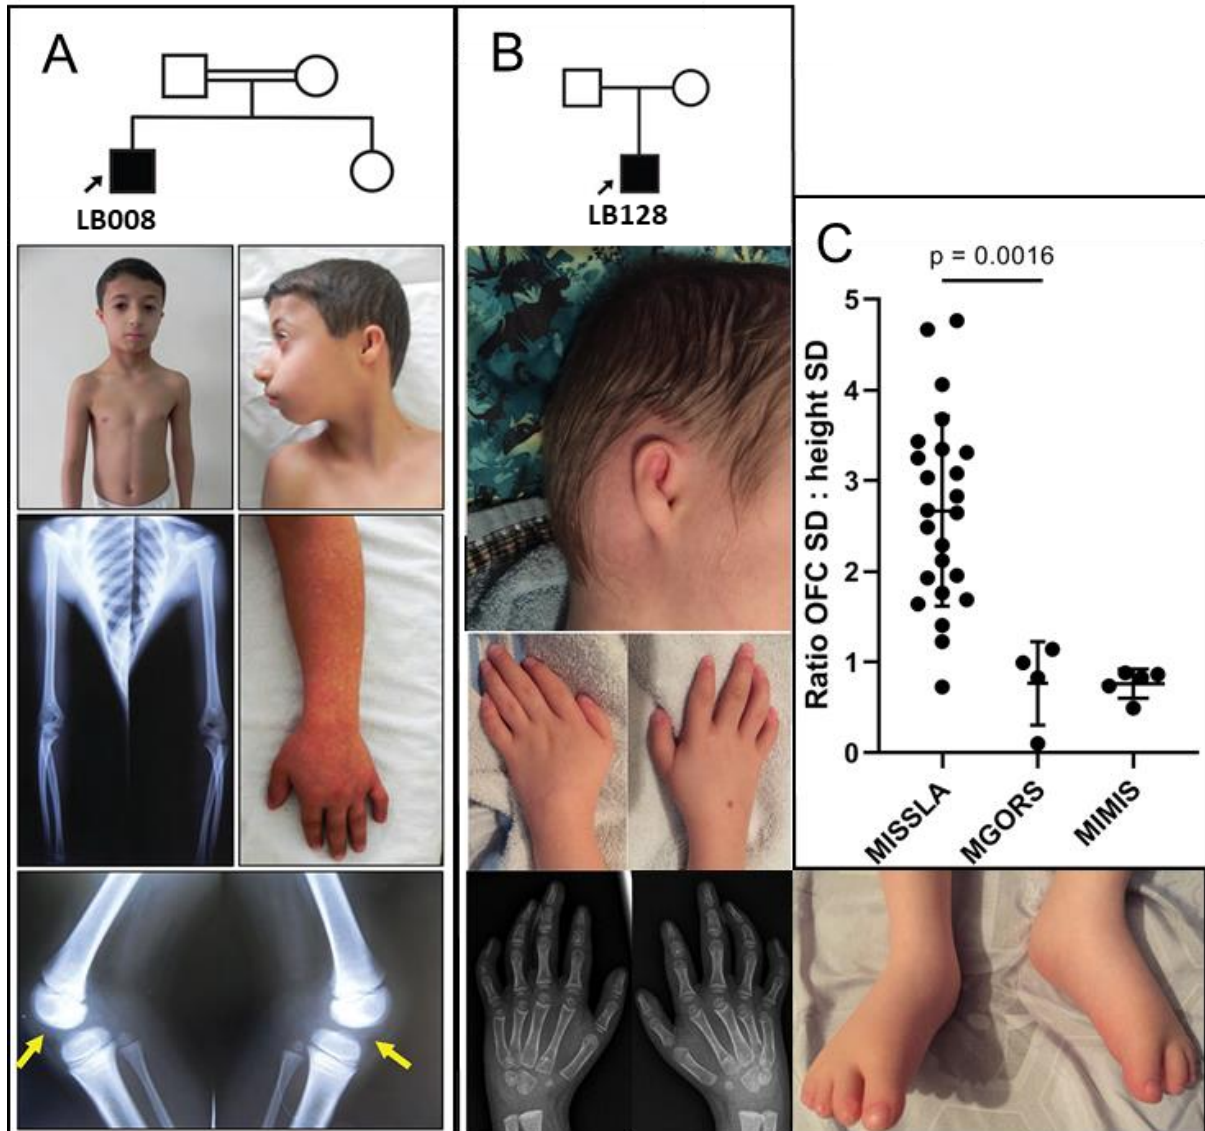 A
LB008
B
LB128
C
p = 0.0016
Ratio OFC SD : height SD
5
4
3
2
1
0
MISSLA
MGORS
MIMIS